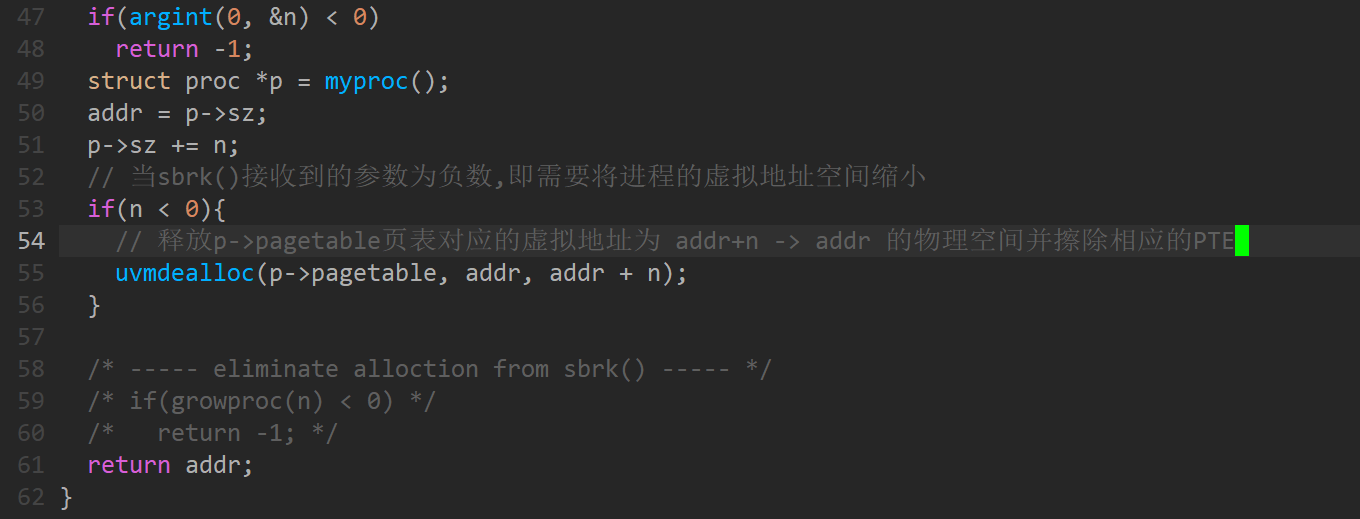 47 if(argint(0, &n) < 0)
48 return -1;
49 struct proc *p = myproc();
50 addr = p->sz;
51 p->sz += n;
52 // 当sbrk()接收到的参数为负数,即需要将进程的虚拟地址空间缩小
53 if(n < 0){
54 // 释放p->pagetable页表对应的虚拟地址为 addr+n -> addr 的物理空间并擦除相应的PTE
55 uvmdealloc(p->pagetable, addr, addr + n);
56 }
57
58 /* ----- eliminate alloction from sbrk() ----- */
59 /* if(growproc(n) < 0) */
60 /*   return -1; */
61 return addr;
62 }